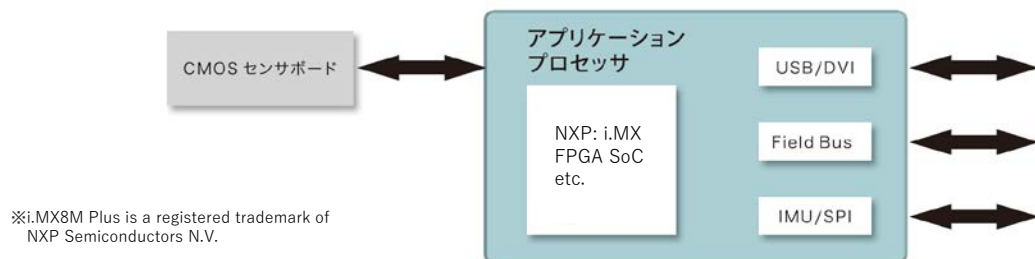 CMOS センサボード
アプリケーション
プロセッサ
NXP: i.MX
FPGA SoC
etc.
USB/DVI
Field Bus
IMU/SPI
※i.MX8M Plus is a registered trademark of
NXP Semiconductors N.V.